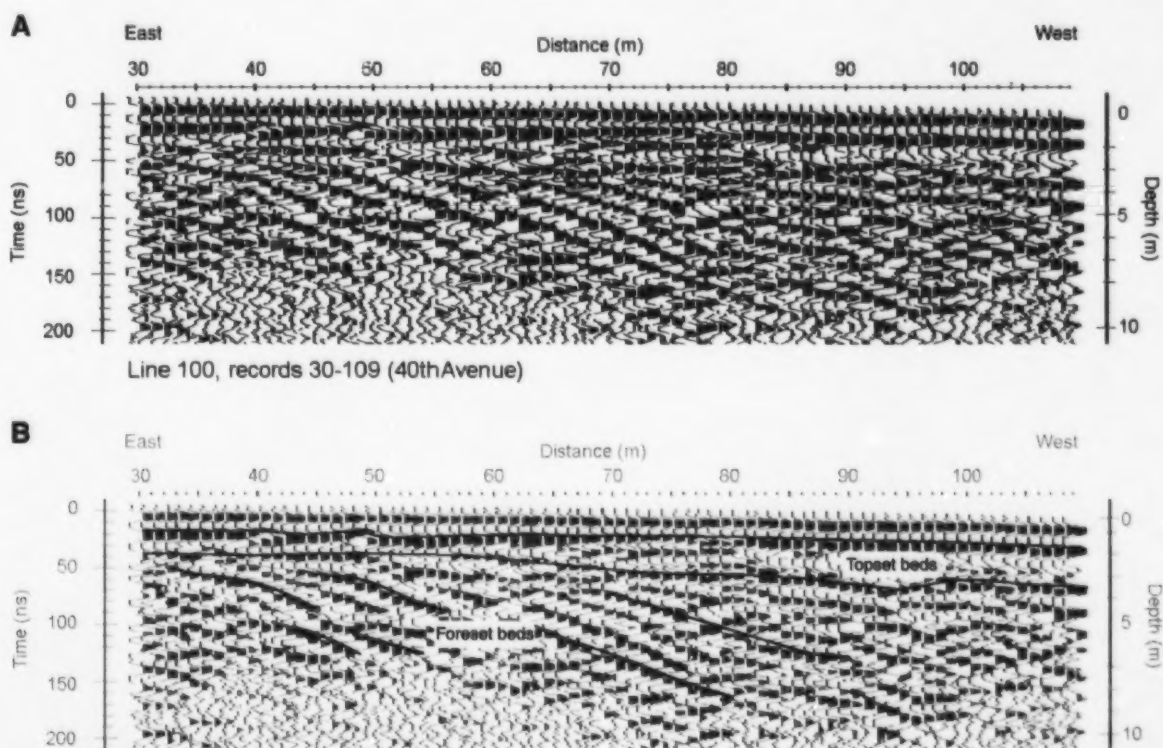 A
East West
Distance (m)
30 40 50 60 70 80 90 100
0
50
100
150
200
Time (ns)
0
5
10
Depth (m)
Line 100, records 30-109 (40thAvenue)
B
East West
Distance (m)
30 40 50 60 70 80 90 100
0
50
100
150
200
Time (ns)
Topset beds
Foreset beds
0
5
10
Depth (m)